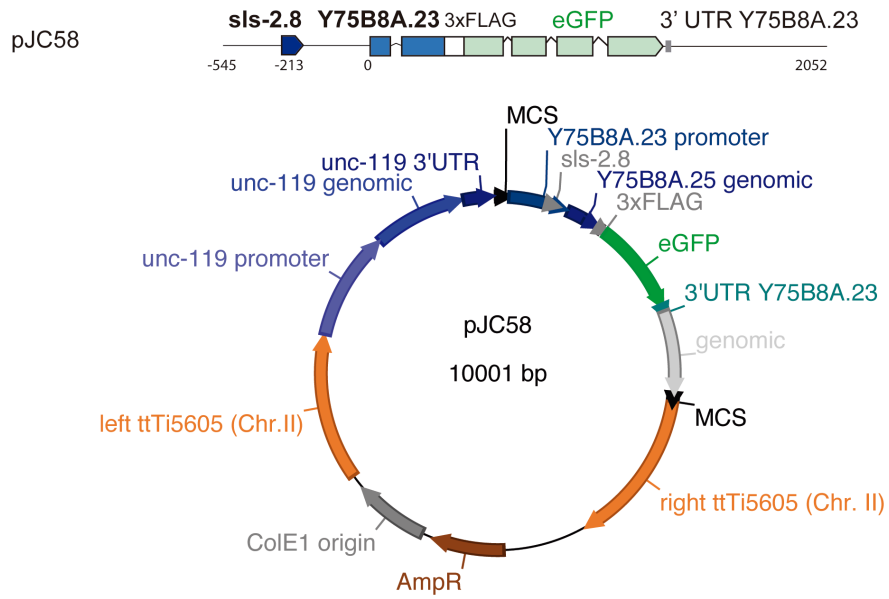 sls-2.8 Y75B8A.23 3xFLAG eGFP 3' UTR Y75B8A.23
pJC58
-545 -213 0 2052
MCS
Y75B8A.23 promoter
unc-119 3'UTR sls-2.8
unc-119 genomic Y75B8A.25 genomic
3xFLAG
eGFP
unc-119 promoter
3'UTR Y75B8A.23
pJC58
genomic
10001 bp
MCS
left ttTi5605 (Chr.II)
right ttTi5605 (Chr. II)
ColE1 origin
AmpR